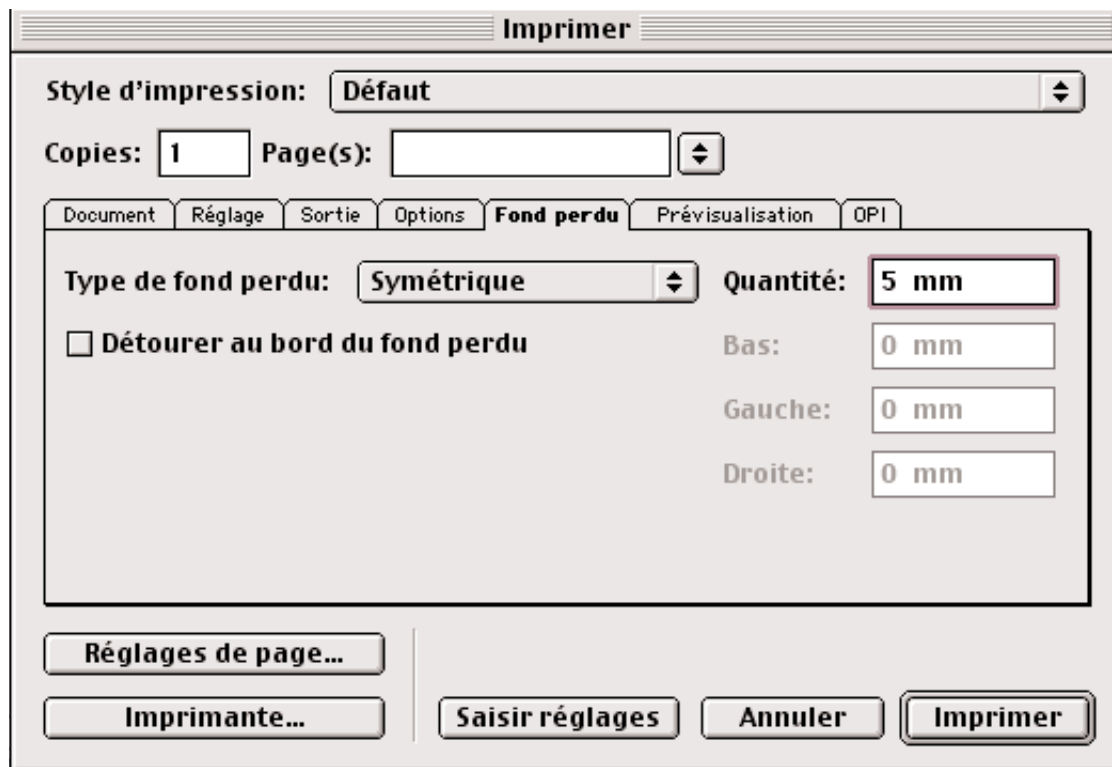 Imprimer
Style d'impression: Défaut
Copies: 1 Page(s):
Document Réglage Sortie Options Fond perdu Prévisualisation OPI
Type de fond perdu: Symétrique Quantité: 5 mm
Détourer au bord du fond perdu Bas: 0 mm
Gauche: 0 mm
Droite: 0 mm
Réglages de page...
Imprimante... Saisir réglages Annuler Imprimer